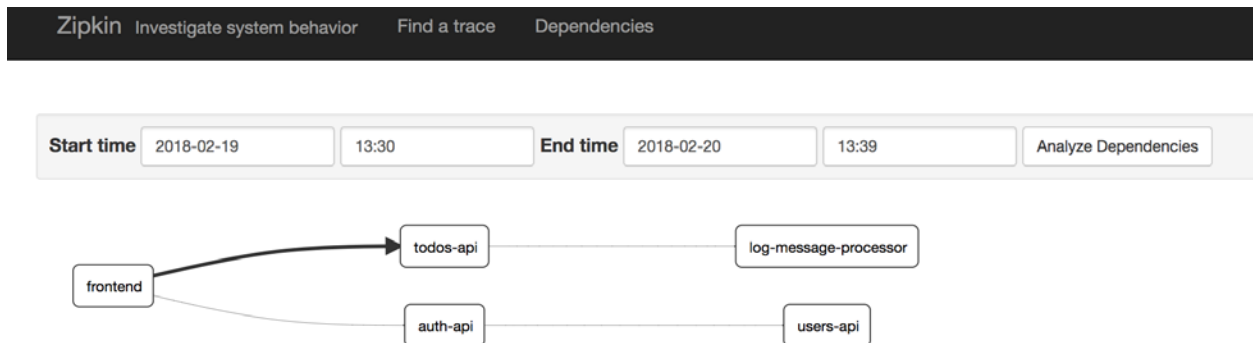 Zipkin Investigate system behavior Find a trace Dependencies
Start time 2018-02-19 13:30 End time 2018-02-20 13:39 Analyze Dependencies
todos-api log-message-processor
frontend
auth-api users-api